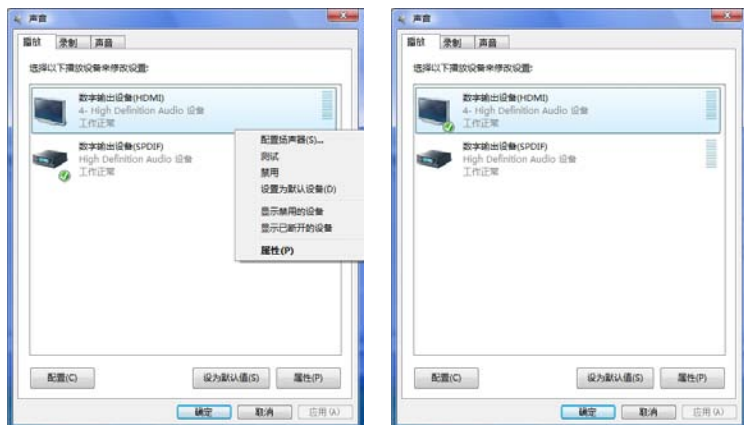 声音
播放 录制 声音
选择以下播放设备来修改设置:
数字输出设备(HDMI)
4- High Definition Audio 设备
工作正常
数字输出设备(SPDIF)
High Definition Audio 设备
工作正常
配置扬声器(S)...
测试
禁用
设置为默认设备(D)
显示禁用的设备
显示已断开的设备
属性(P)
配置(C) 设为默认值(S) 属性(P)
确定 取消 应用(A)
声音
播放 录制 声音
选择以下播放设备来修改设置:
数字输出设备(HDMI)
4- High Definition Audio 设备
工作正常
数字输出设备(SPDIF)
High Definition Audio 设备
工作正常
配置(C) 设为默认值(S) 属性(P)
确定 取消 应用(A)